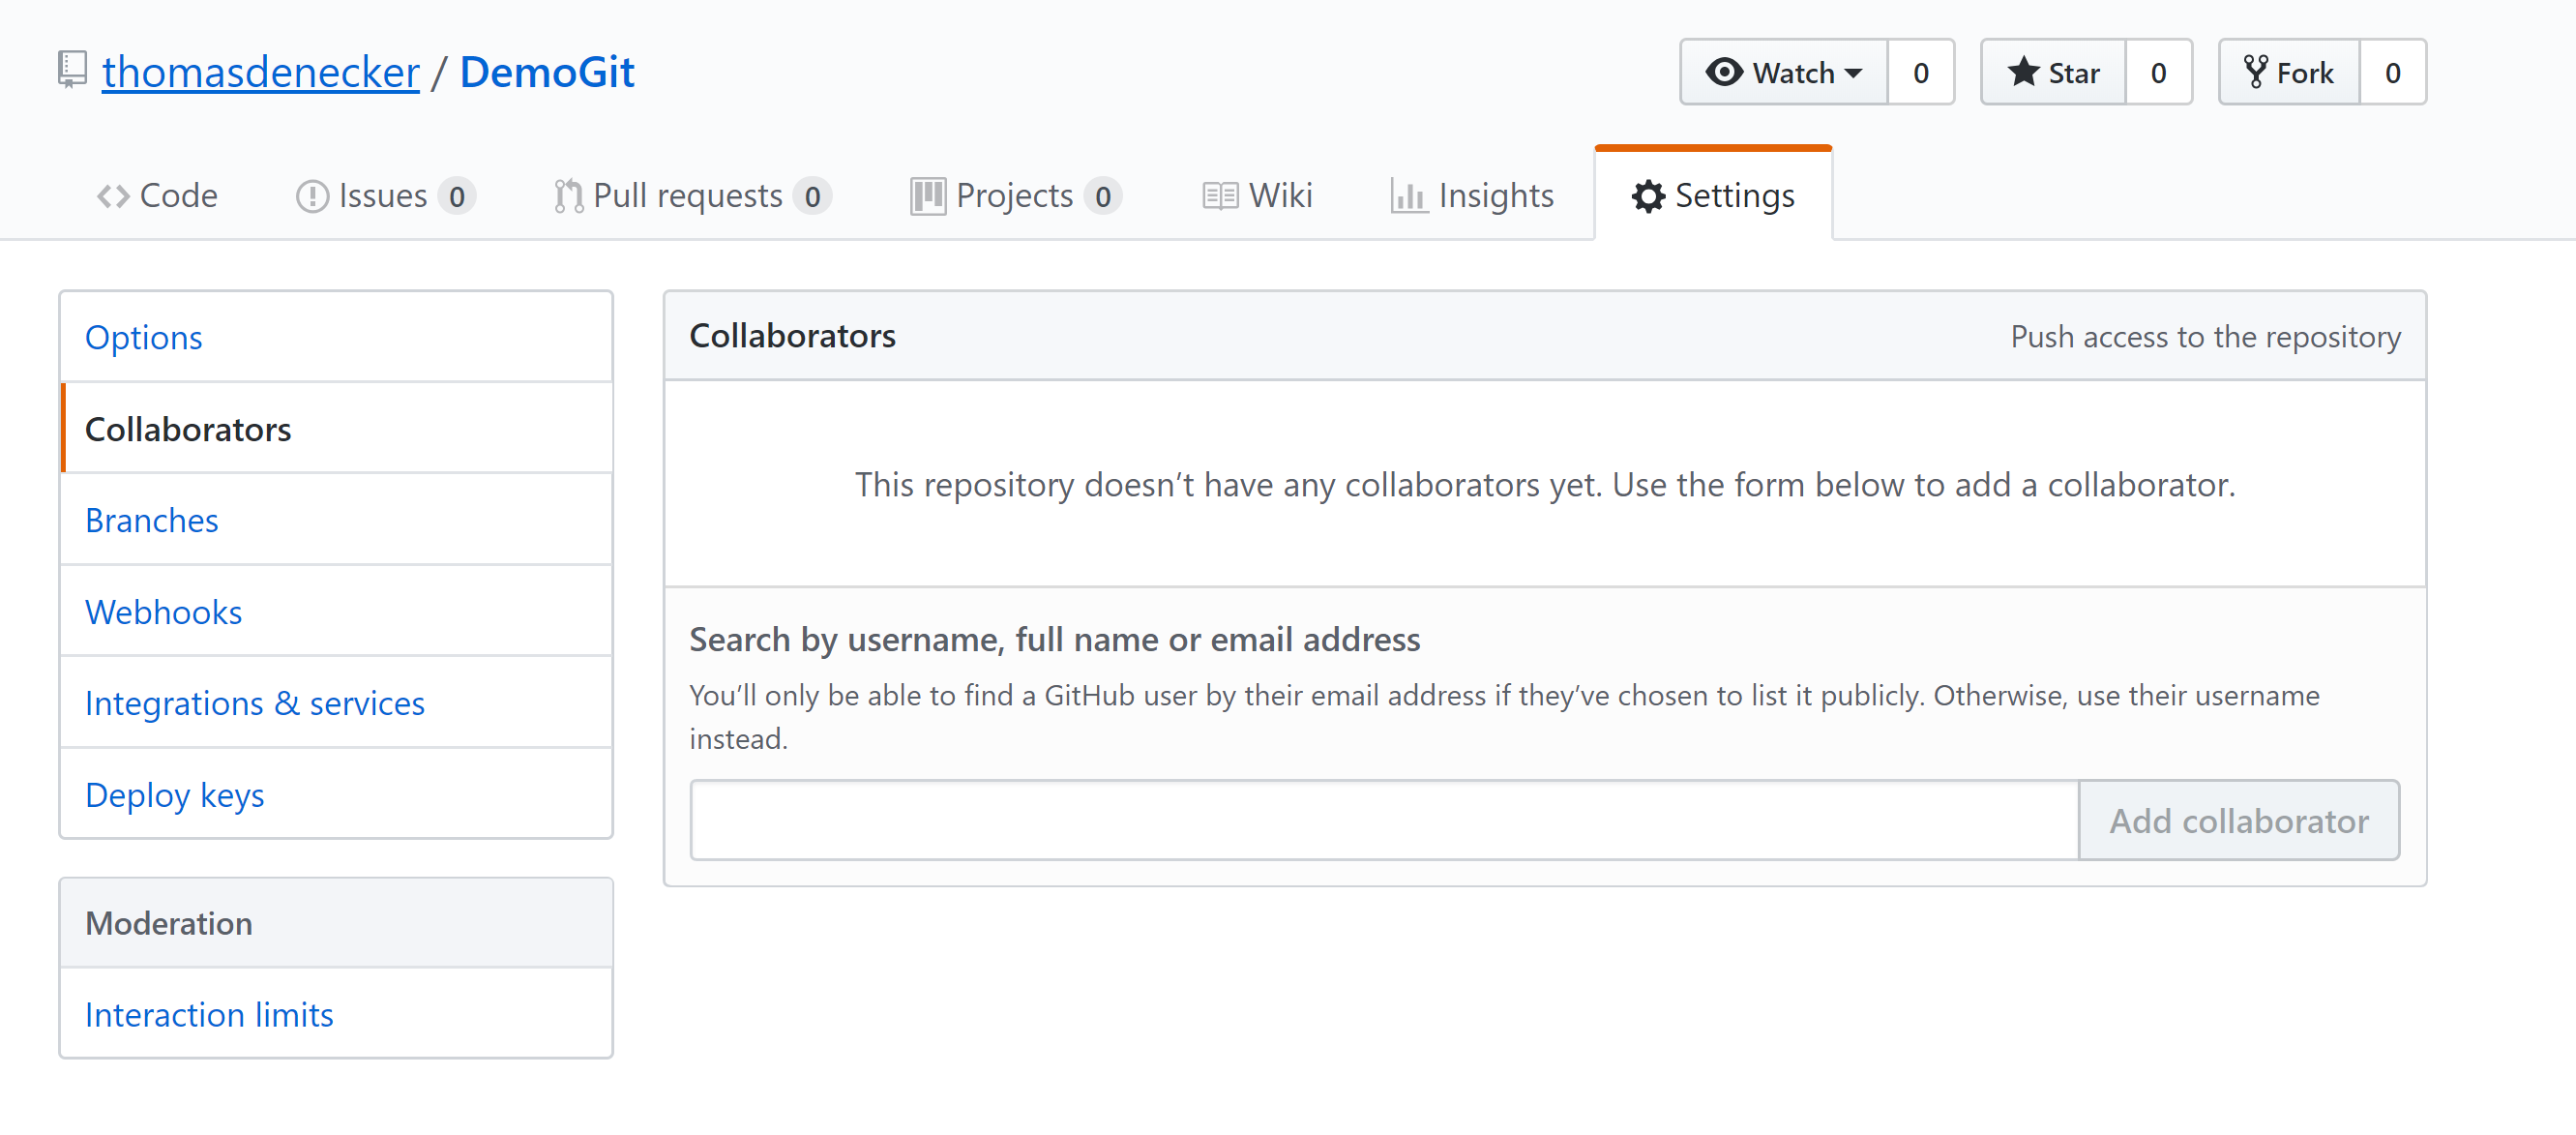 thomasdenecker / DemoGit
Watch 0 Star 0 Fork 0
Code Issues 0 Pull requests 0 Projects 0 Wiki Insights Settings
Options
Collaborators
Branches
Webhooks
Integrations & services
Deploy keys
Moderation
Interaction limits
Collaborators Push access to the repository
This repository doesn’t have any collaborators yet. Use the form below to add a collaborator.
Search by username, full name or email address
You’ll only be able to find a GitHub user by their email address if they’ve chosen to list it publicly. Otherwise, use their username
instead.
Add collaborator